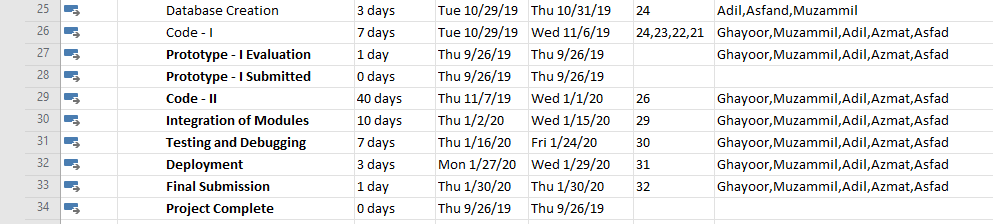 25 Database Creation 3 days Tue 10/29/19 Thu 10/31/19 24 Adil,Asfand,Muzammil
26 Code - I 7 days Tue 10/29/19 Wed 11/6/19 24,23,22,21 Ghayoor,Muzammil,Adil,Azmat,Asfad
27 Prototype - I Evaluation 1 day Thu 9/26/19 Thu 9/26/19 Ghayoor,Muzammil,Adil,Azmat,Asfad
28 Prototype - I Submitted 0 days Thu 9/26/19 Thu 9/26/19
29 Code - II 40 days Thu 11/7/19 Wed 1/1/20 26 Ghayoor,Muzammil,Adil,Azmat,Asfad
30 Integration of Modules 10 days Thu 1/2/20 Wed 1/15/20 29 Ghayoor,Muzammil,Adil,Azmat,Asfad
31 Testing and Debugging 7 days Thu 1/16/20 Fri 1/24/20 30 Ghayoor,Muzammil,Adil,Azmat,Asfad
32 Deployment 3 days Mon 1/27/20 Wed 1/29/20 31 Ghayoor,Muzammil,Adil,Azmat,Asfad
33 Final Submission 1 day Thu 1/30/20 Thu 1/30/20 32 Ghayoor,Muzammil,Adil,Azmat,Asfad
34 Project Complete 0 days Thu 9/26/19 Thu 9/26/19